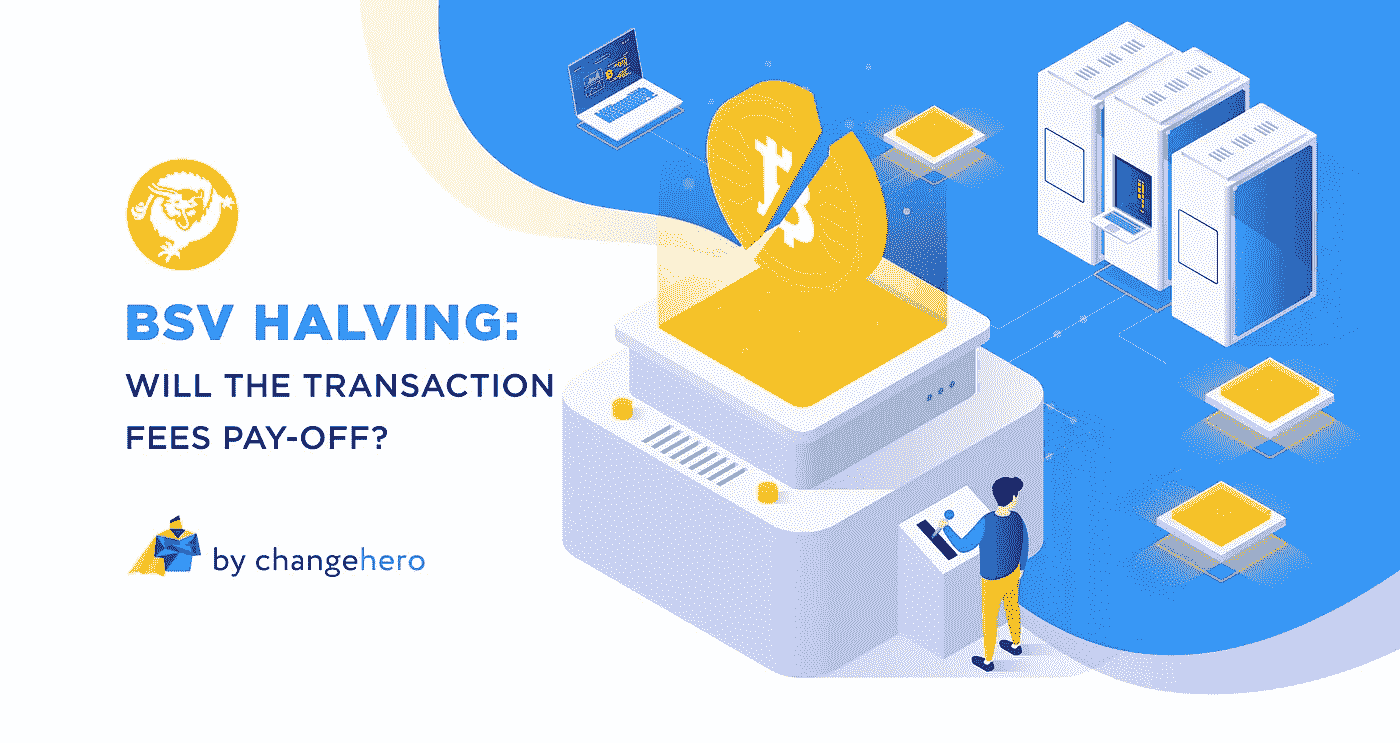 BSV HALVING:
WILL THE TRANSACTION
FEES PAY-OFF?
by changehero